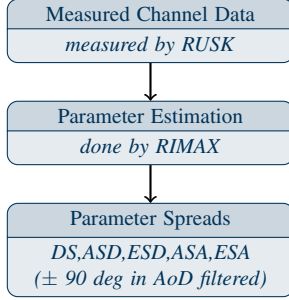 Measured Channel Data
measured by RUSK
Parameter Estimation
done by RIMAX
Parameter Spreads
DS,ASD,ESD,ASA,ESA
(± 90 deg in AoD filtered)